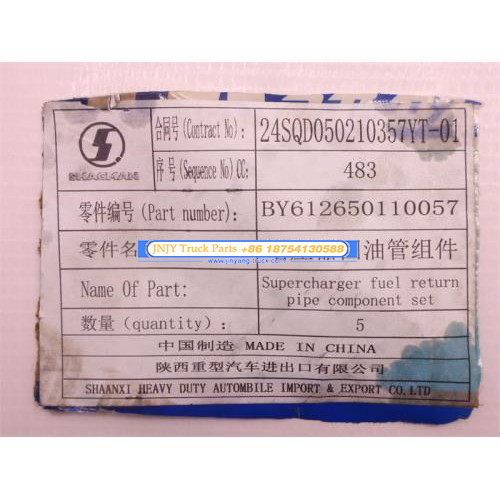 SHACMAN
合同号(Contract No): 24SQD050210357YT-01
序号(Sequence No)CC: 483
零件编号(Part number): BY612650110057
零件名 油管组件
JNJY Truck Parts +86 18754130588
www.jnhyang-truck.com
Name Of Part: Supercharger fuel return pipe component set
数量(quantity): 5
中国制造 MADE IN CHINA
陕西重型汽车进出口有限公司
SHAANXI HEAVY DUTY AUTOMBILE IMPORT & EXPORT CO,.LTD